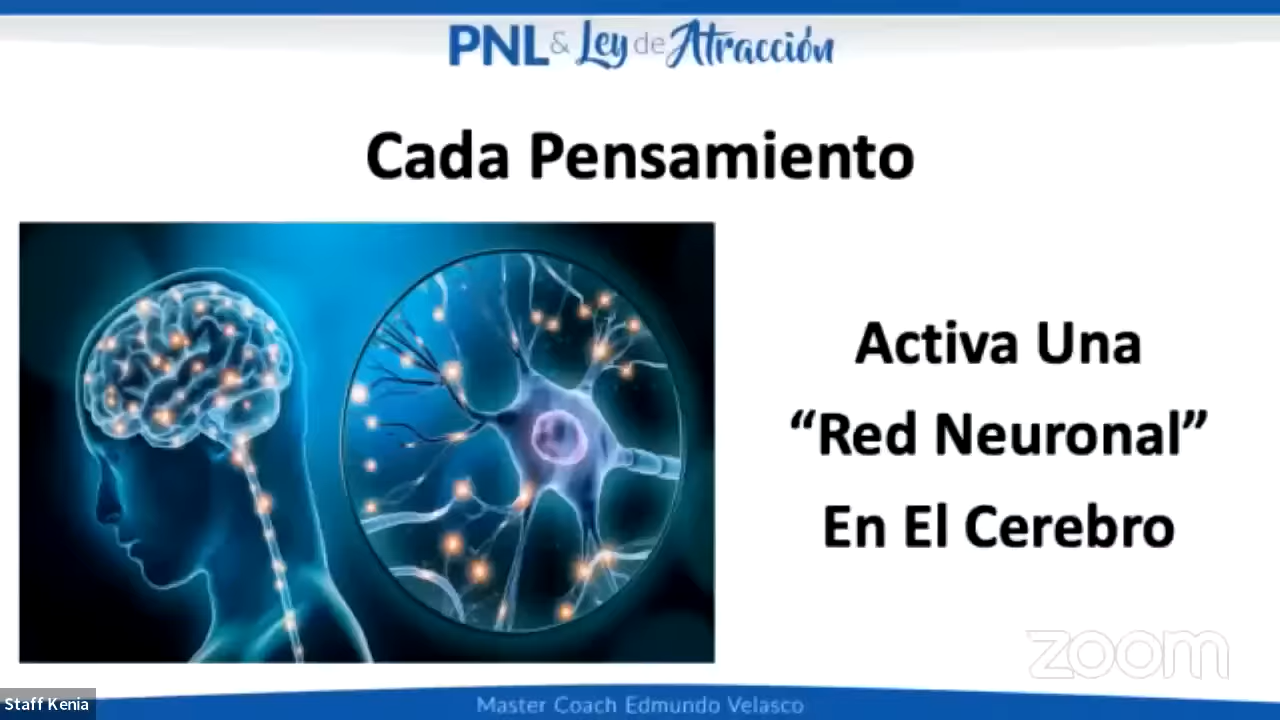 PNL & Ley de Atracción
Cada Pensamiento
Activa Una
“Red Neuronal”
En El Cerebro
zoom
Staff Kenia
Master Coach Edmundo Velasco